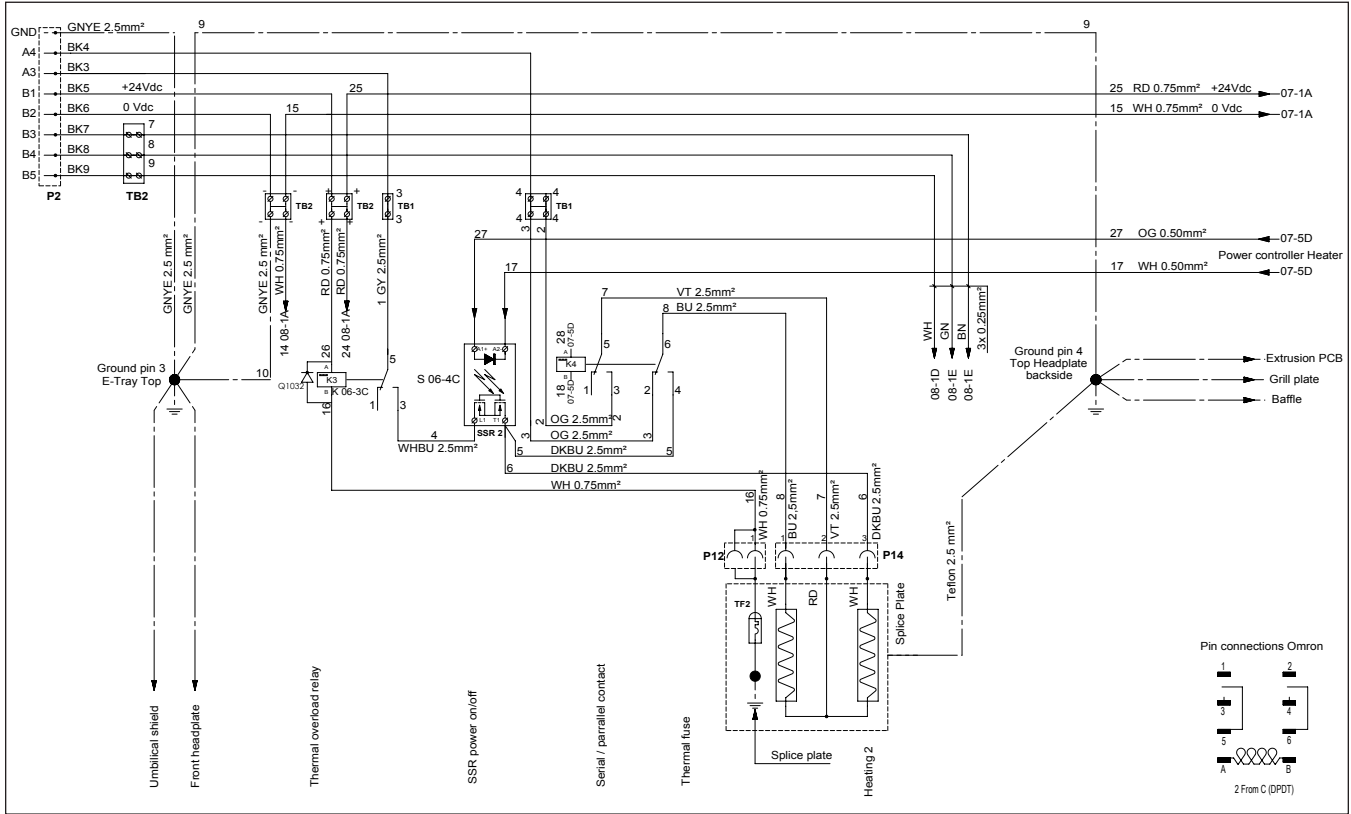 GND GNYE 2.5mm² 9 9
A4 BK4
A3 BK3
B1 BK5 +24Vdc 25 25 RD 0.75mm² +24Vdc 07-1A
B2 BK6 0 Vdc 15 15 WH 0.75mm² 0 Vdc 07-1A
B3 BK7 7
B4 BK8 8
B5 BK9 9
P2 TB2
- - + + 3 4 4
TB2 TB2 TB1 TB1
- - + + 3 4 4
3 2
27 27 OG 0.50mm² 07-5D
Power controller Heater
17 17 WH 0.50mm² 07-5D
GNYE 2.5 mm²
GNYE 2.5 mm²
GNYE 2.5 mm²
WH 0.75mm²
14 08-1A
RD 0.75mm²
RD 0.75mm²
24 08-1A
1 GY 2.5mm²
7 VT 2.5mm²
8 BU 2.5mm²
WH
GN
BN
3x 0.25mm²
08-1D
08-1E
08-1E
Ground pin 3
E-Tray Top
10
26
A
K3
B
K 06-3C
Q1032
16
5
1 3
A1+ A2-
S 06-4C
L1 T1
SSR 2
28
07-5D
A
K4
B
18
07-5D
5 6
1 3
2 4
2
2 OG 2.5mm²
3 OG 2.5mm² 3
5 DKBU 2.5mm² 5
6 DKBU 2.5mm²
4
WHBU 2.5mm²
WH 0.75mm²
Ground pin 4
Top Headplate
backside
Extrusion PCB
Grill plate
Baffle
16
WH 0.75mm²
8
BU 2,5mm²
7
VT 2.5mm²
6
DKBU 2.5mm²
P12 1 1 2 3 P14
TF2
WH
RD
WH
Splice Plate
Teflon 2.5 mm²
Splice plate
Umbilical shield
Front headplate
Thermal overload relay
SSR power on/off
Serial / parrallel contact
Thermal fuse
Heating 2
Pin connections Omron
1 2
3 4
5 6
A B
2 From C (DPDT)